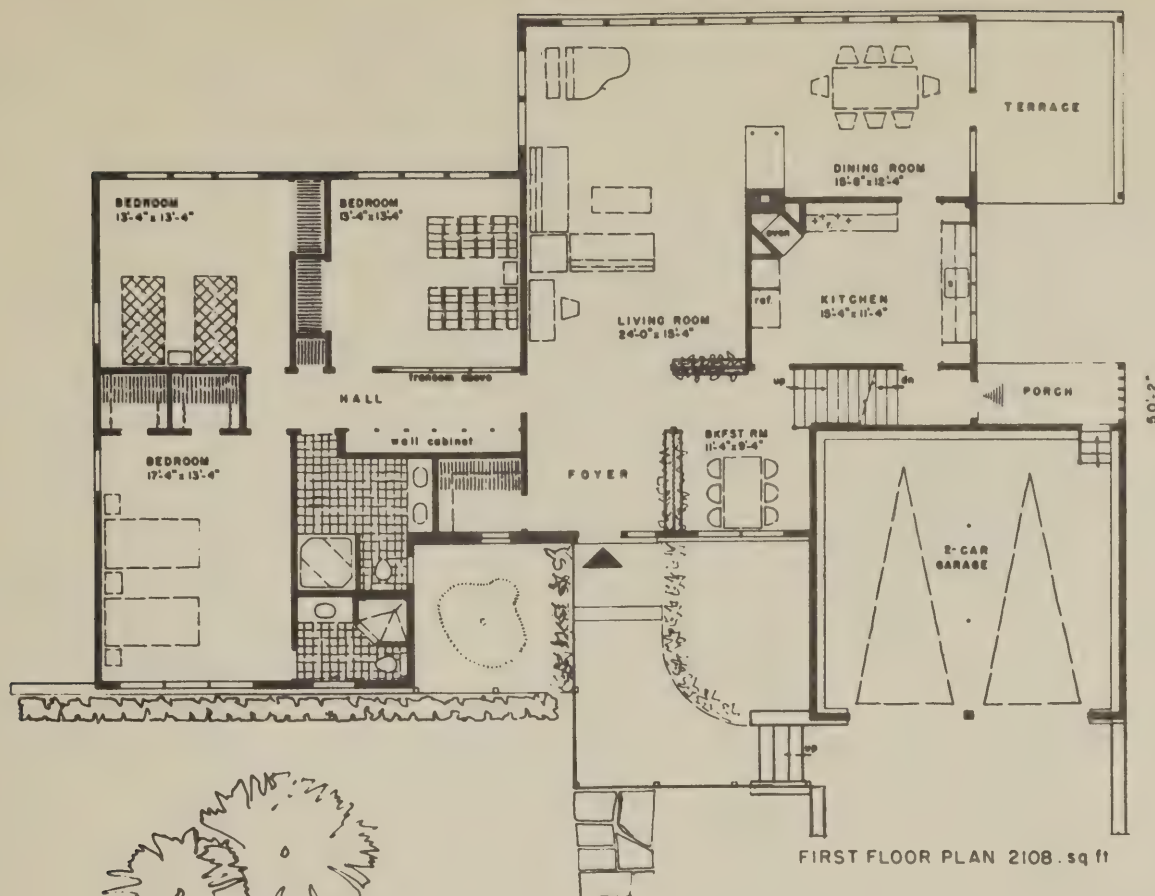 TERRACE
DINING ROOM
15'-8" x 12'-4"
BEDROOM
13'-4" x 13'-4"
BEDROOM
13'-4" x 13'-4"
oven
ref.
KITCHEN
15'-4" x 11'-4"
LIVING ROOM
24'-0" x 15'-4"
Transom above
HALL
up
dn
PORCH
50'-2"
wall cabinet
BKFST RM
11'-4" x 9'-4"
BEDROOM
17'-4" x 13'-4"
FOYER
2-CAR
GARAGE
up
FIRST FLOOR PLAN 2108. sq ft